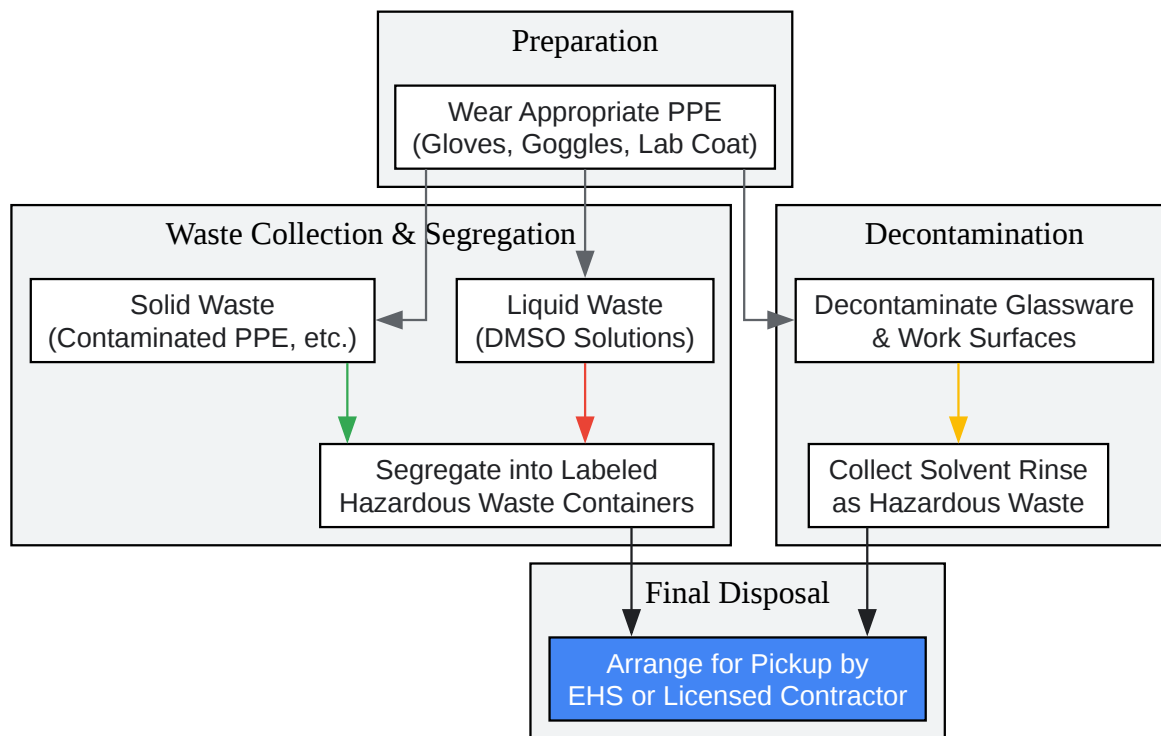 Preparation
Wear Appropriate PPE
(Gloves, Goggles, Lab Coat)
Waste Collection & Segregation
Solid Waste
(Contaminated PPE, etc.)
Liquid Waste
(DMSO Solutions)
Segregate into Labeled
Hazardous Waste Containers
Decontamination
Decontaminate Glassware
& Work Surfaces
Collect Solvent Rinse
as Hazardous Waste
Final Disposal
Arrange for Pickup by
EHS or Licensed Contractor